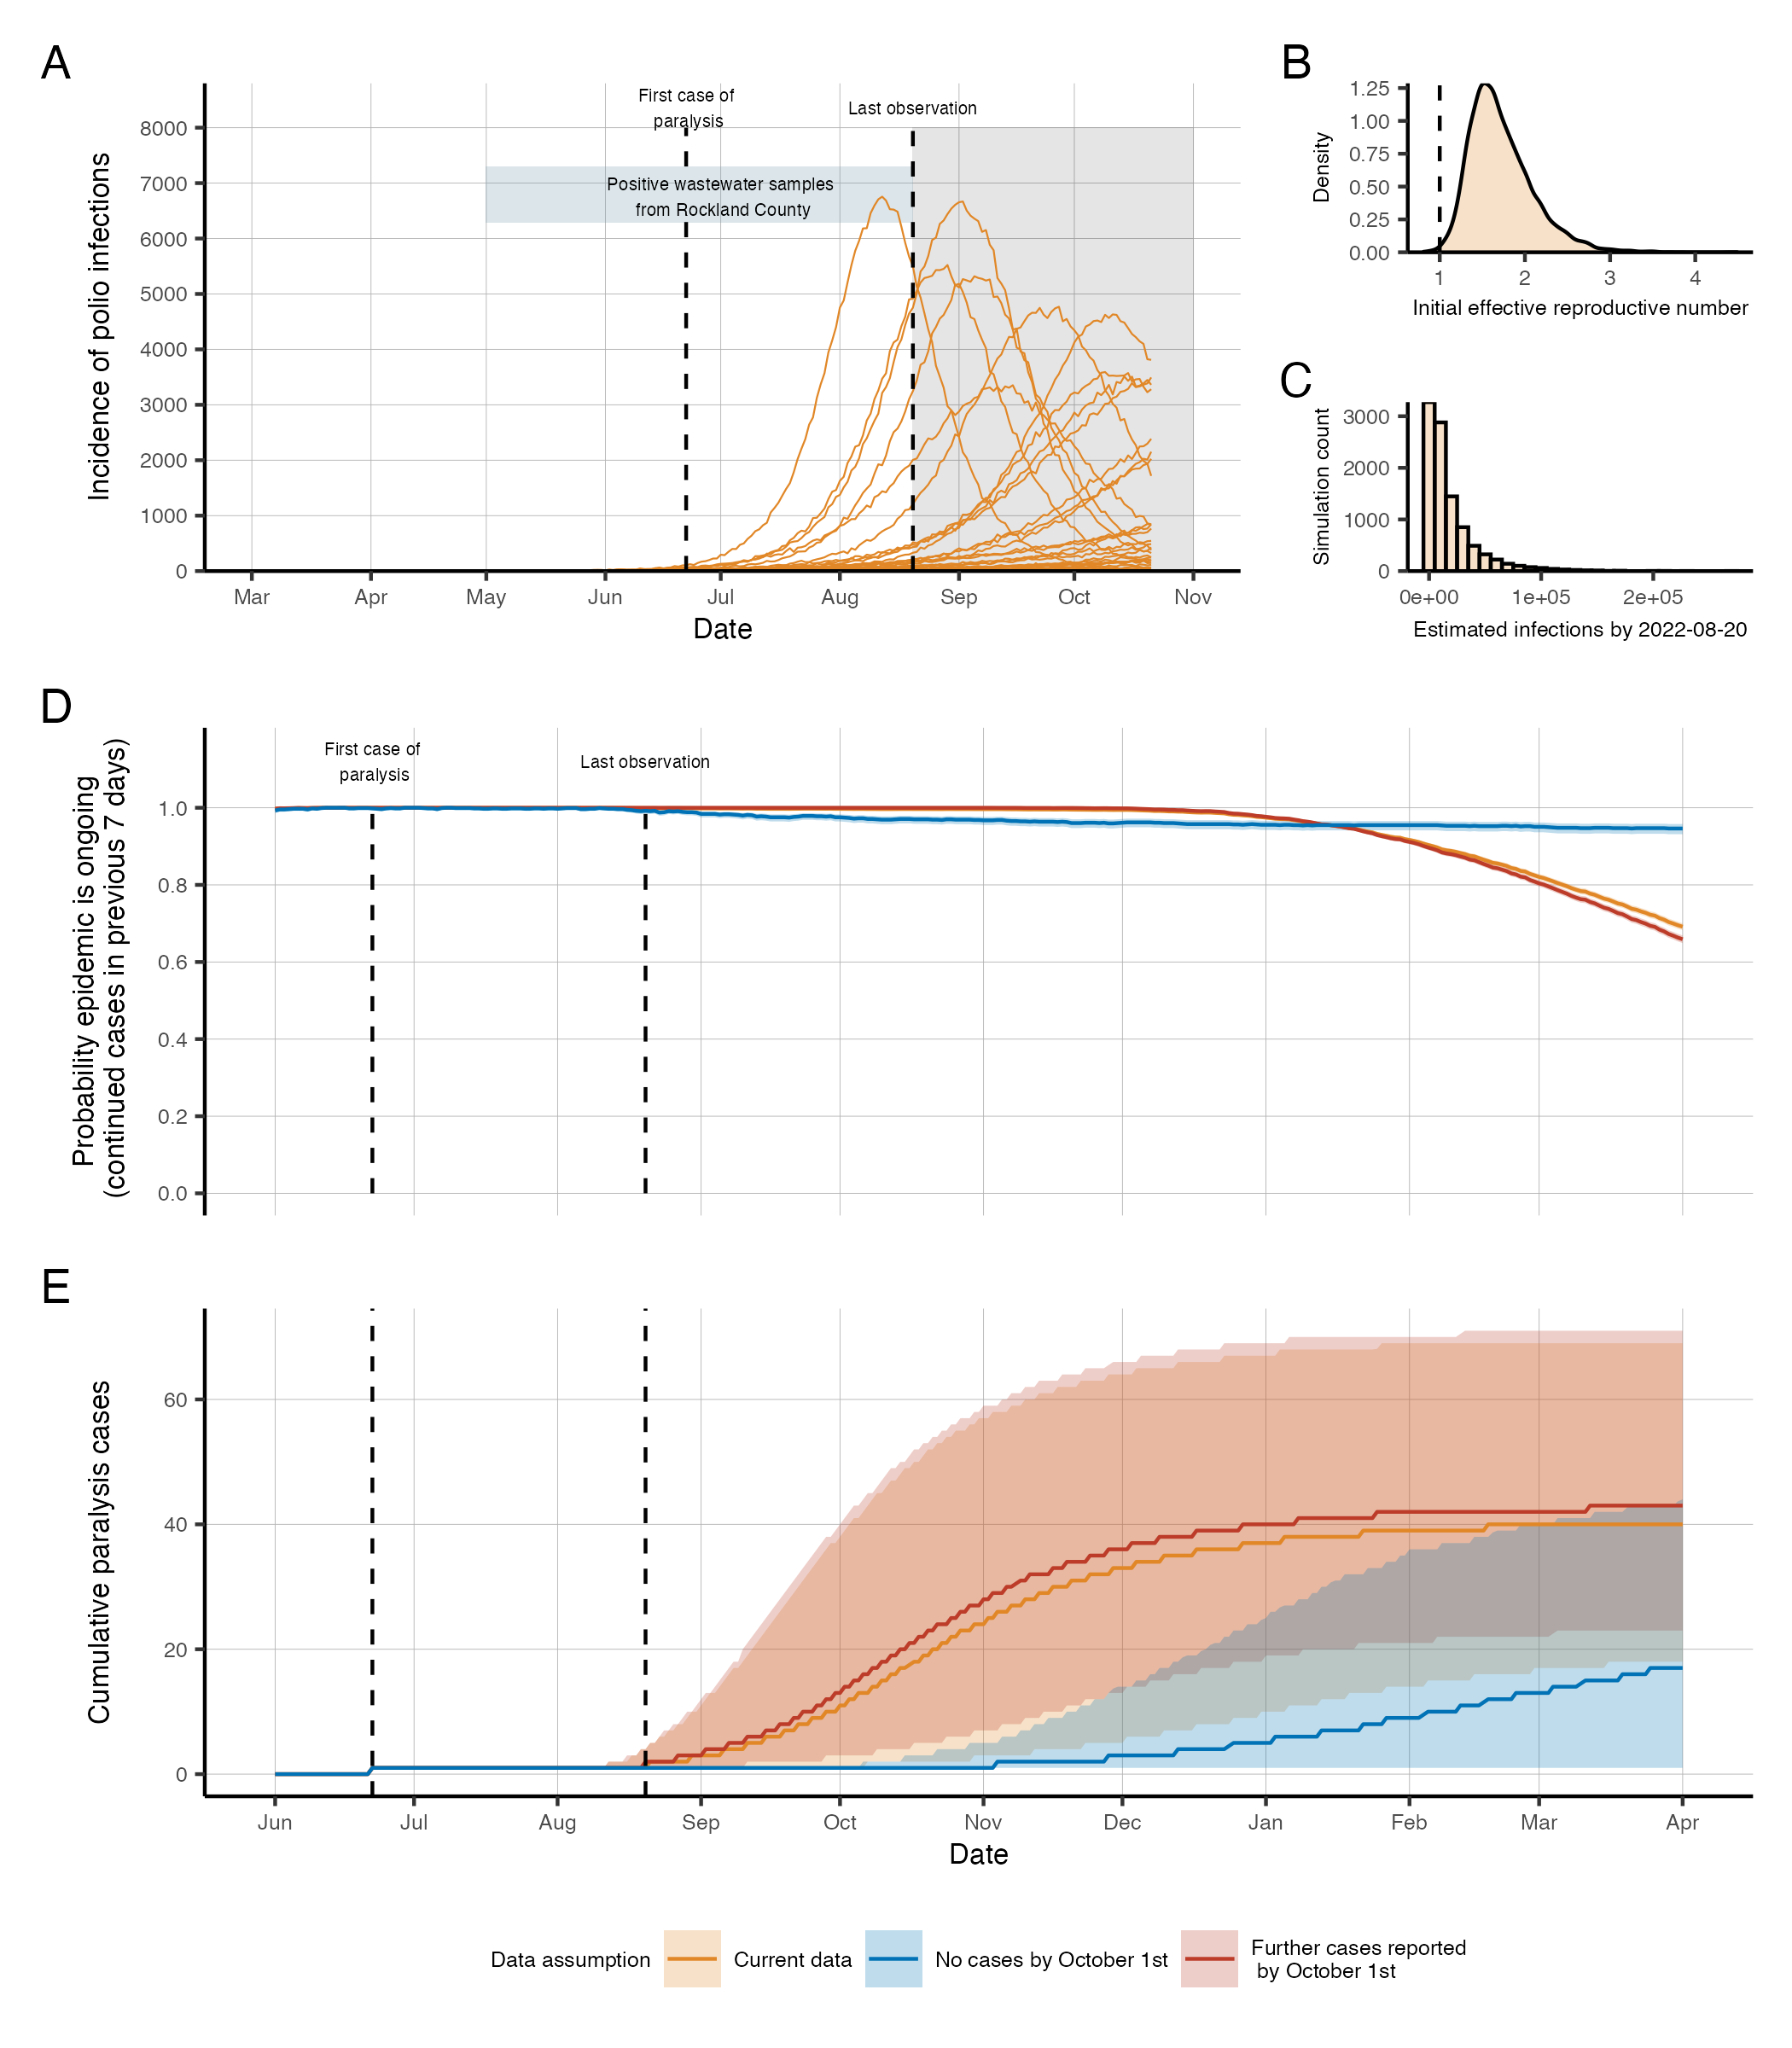 A
First case of
paralysis
Last observation
Positive wastewater samples
from Rockland County
Incidence of polio infections
8000
7000
6000
5000
4000
3000
2000
1000
0
Mar
Apr
May
Jun
Jul
Aug
Sep
Oct
Nov
Date
B
Density
1.25
1.00
0.75
0.50
0.25
0.00
1
2
3
4
Initial effective reproductive number
C
Simulation count
3000
2000
1000
0
0e+00
1e+05
2e+05
Estimated infections by 2022-08-20
D
First case of
paralysis
Last observation
Probability epidemic is ongoing
(continued cases in previous 7 days)
1.0
0.8
0.6
0.4
0.2
0.0
E
Cumulative paralysis cases
60
40
20
0
Jun
Jul
Aug
Sep
Oct
Nov
Dec
Jan
Feb
Mar
Apr
Date
Data assumption
Current data
No cases by October 1st
Further cases reported
by October 1st